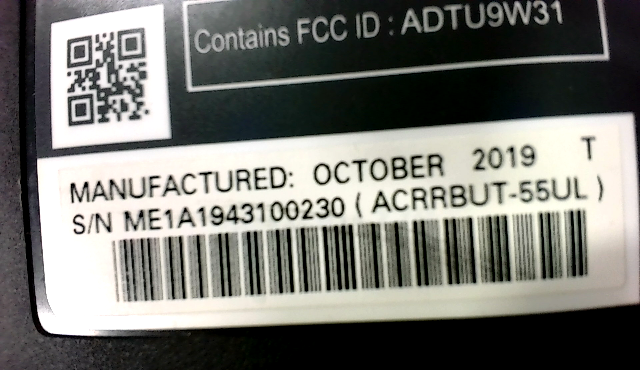 Contains FCC ID : ADTU9W31
MANUFACTURED: OCTOBER 2019 T
S/N ME1A1943100230 ( ACRRBUT-55UL )